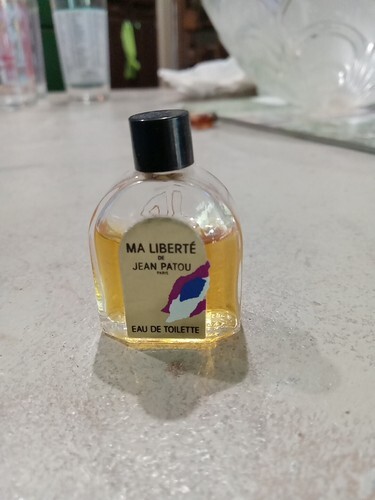 MA LIBERTÉ
DE
JEAN PATOU
PARIS
EAU DE TOILETTE